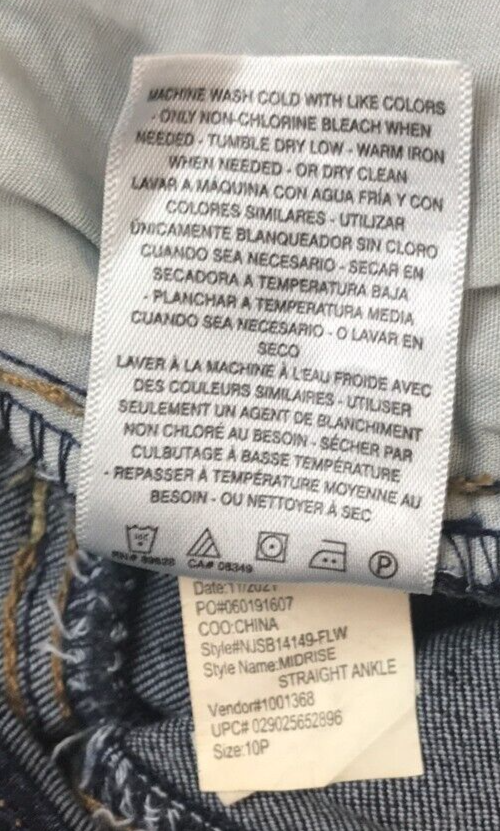 MACHINE WASH COLD WITH LIKE COLORS
- ONLY NON-CHLORINE BLEACH WHEN
NEEDED - TUMBLE DRY LOW - WARM IRON
WHEN NEEDED - OR DRY CLEAN
LAVAR A MAQUINA CON AGUA FRÍA Y CON
COLORES SIMILARES - UTILIZAR
ÚNICAMENTE BLANQUEADOR SIN CLORO
CUANDO SEA NECESARIO - SECAR EN
SECADORA A TEMPERATURA BAJA
- PLANCHAR A TEMPERATURA MEDIA
CUANDO SEA NECESARIO - O LAVAR EN
SECO
LAVER À LA MACHINE À L'EAU FROIDE AVEC
DES COULEURS SIMILAIRES - UTILISER
SEULEMENT UN AGENT DE BLANCHIMENT
NON CHLORÉ AU BESOIN - SÉCHER PAR
CULBUTAGE À BASSE TEMPÉRATURE
- REPASSER À TEMPÉRATURE MOYENNE AU
BESOIN - OU NETTOYER À SEC
P
RN# CA# 08349
Date:11/2021
PO#060191607
COO:CHINA
Style#NJSB14149-FLW
Style Name:MIDRISE
STRAIGHT ANKLE
Vendor#1001368
UPC# 029025652896
Size:10P